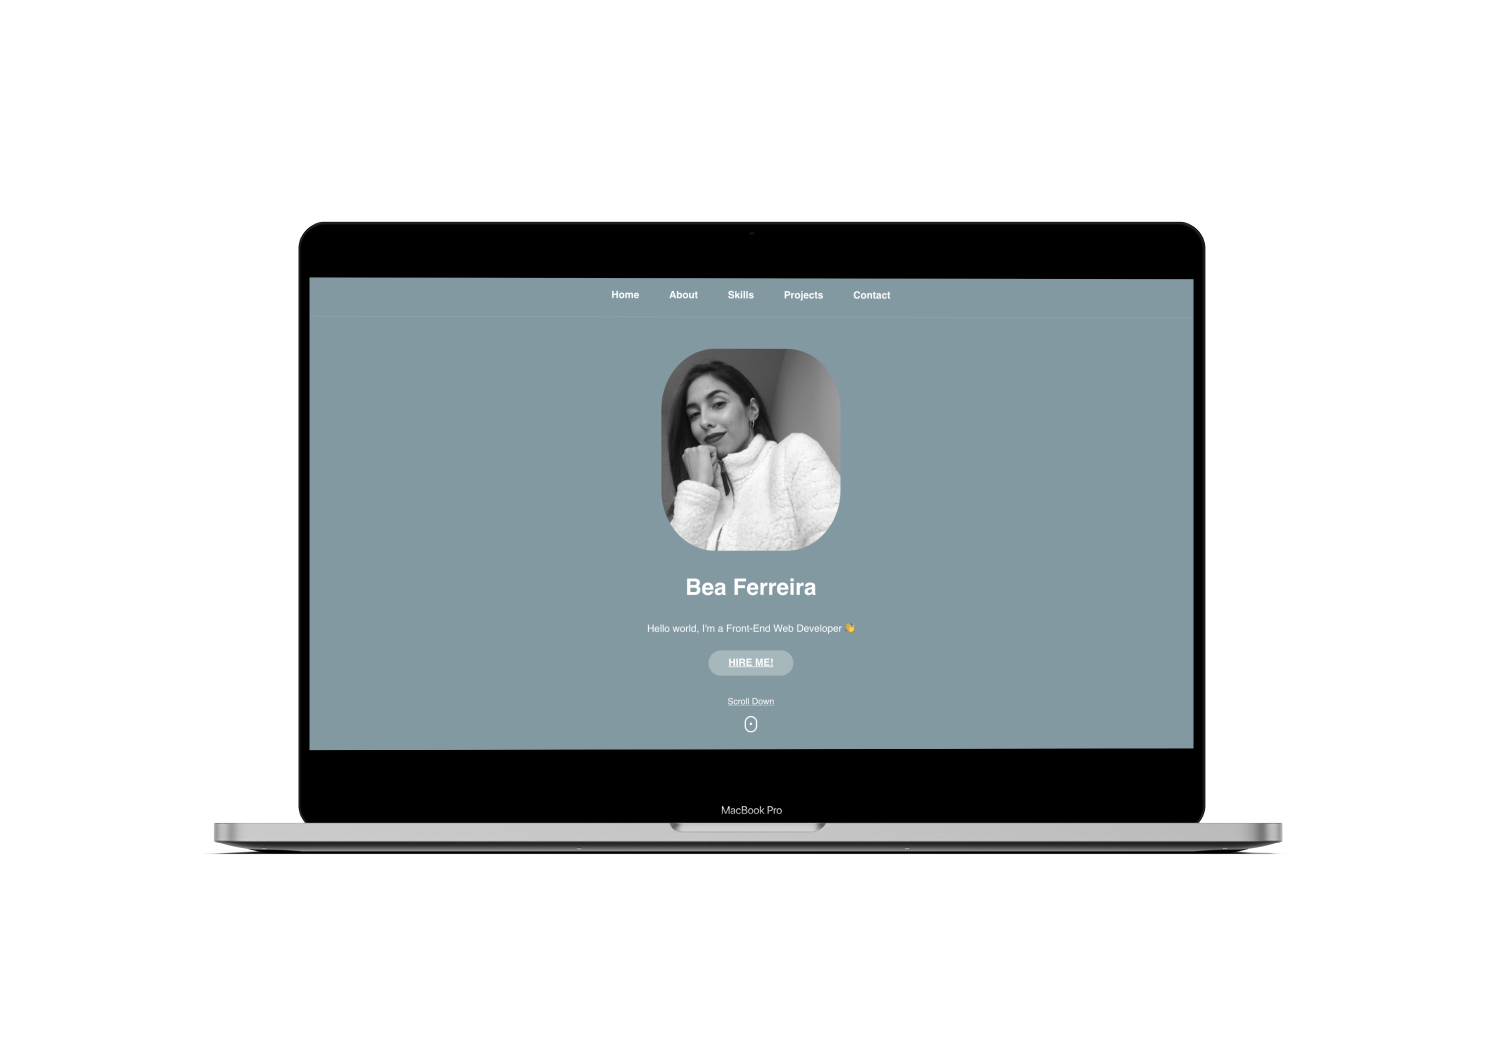 Home About Skills Projects Contact
Bea Ferreira
Hello world, I'm a Front-End Web Developer 👋
HIRE ME!
Scroll Down
MacBook Pro